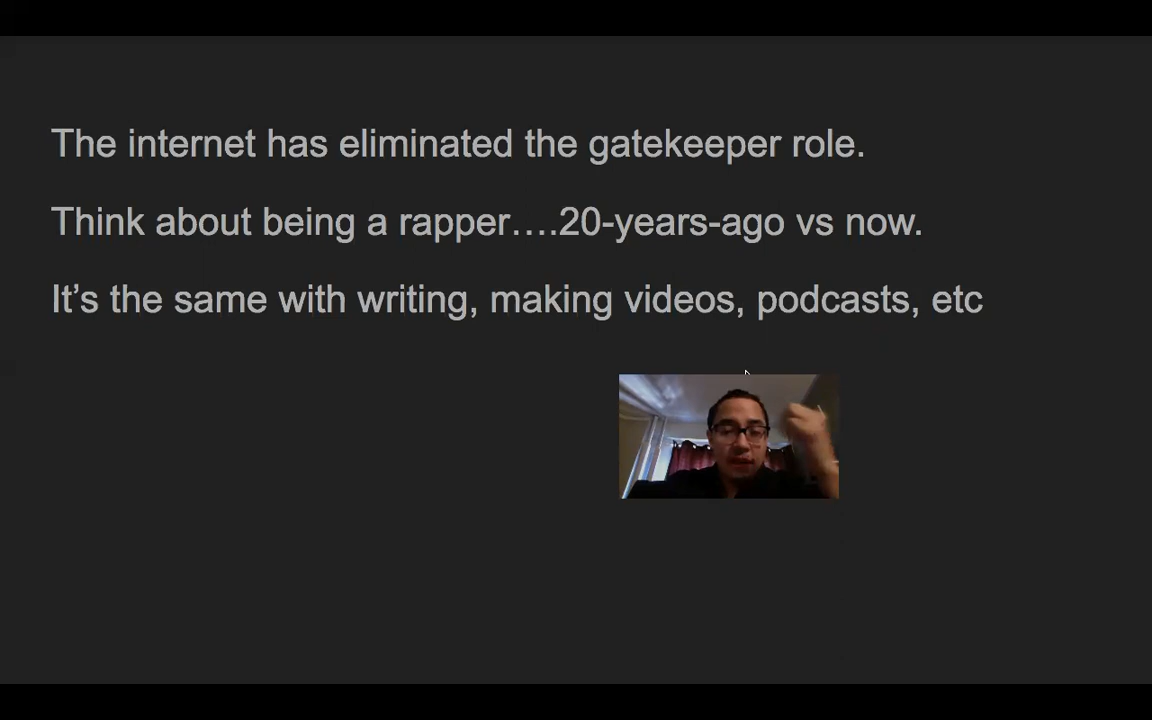 The internet has eliminated the gatekeeper role.
Think about being a rapper….20-years-ago vs now.
It’s the same with writing, making videos, podcasts, etc